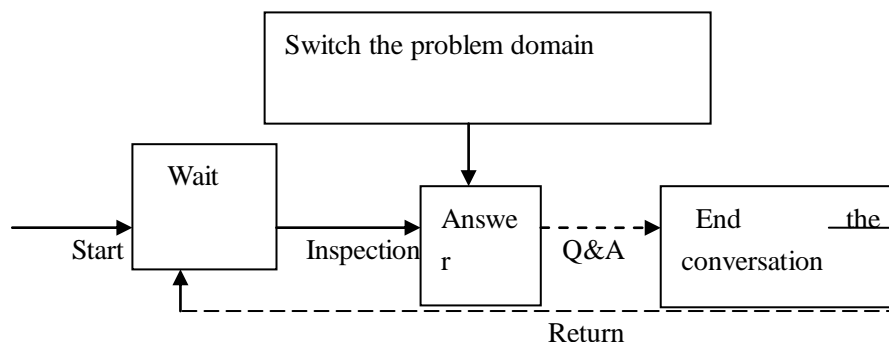 Switch the problem domain
Wait
Answe
r
End the
conversation
Start
Inspection
Q&A
Return